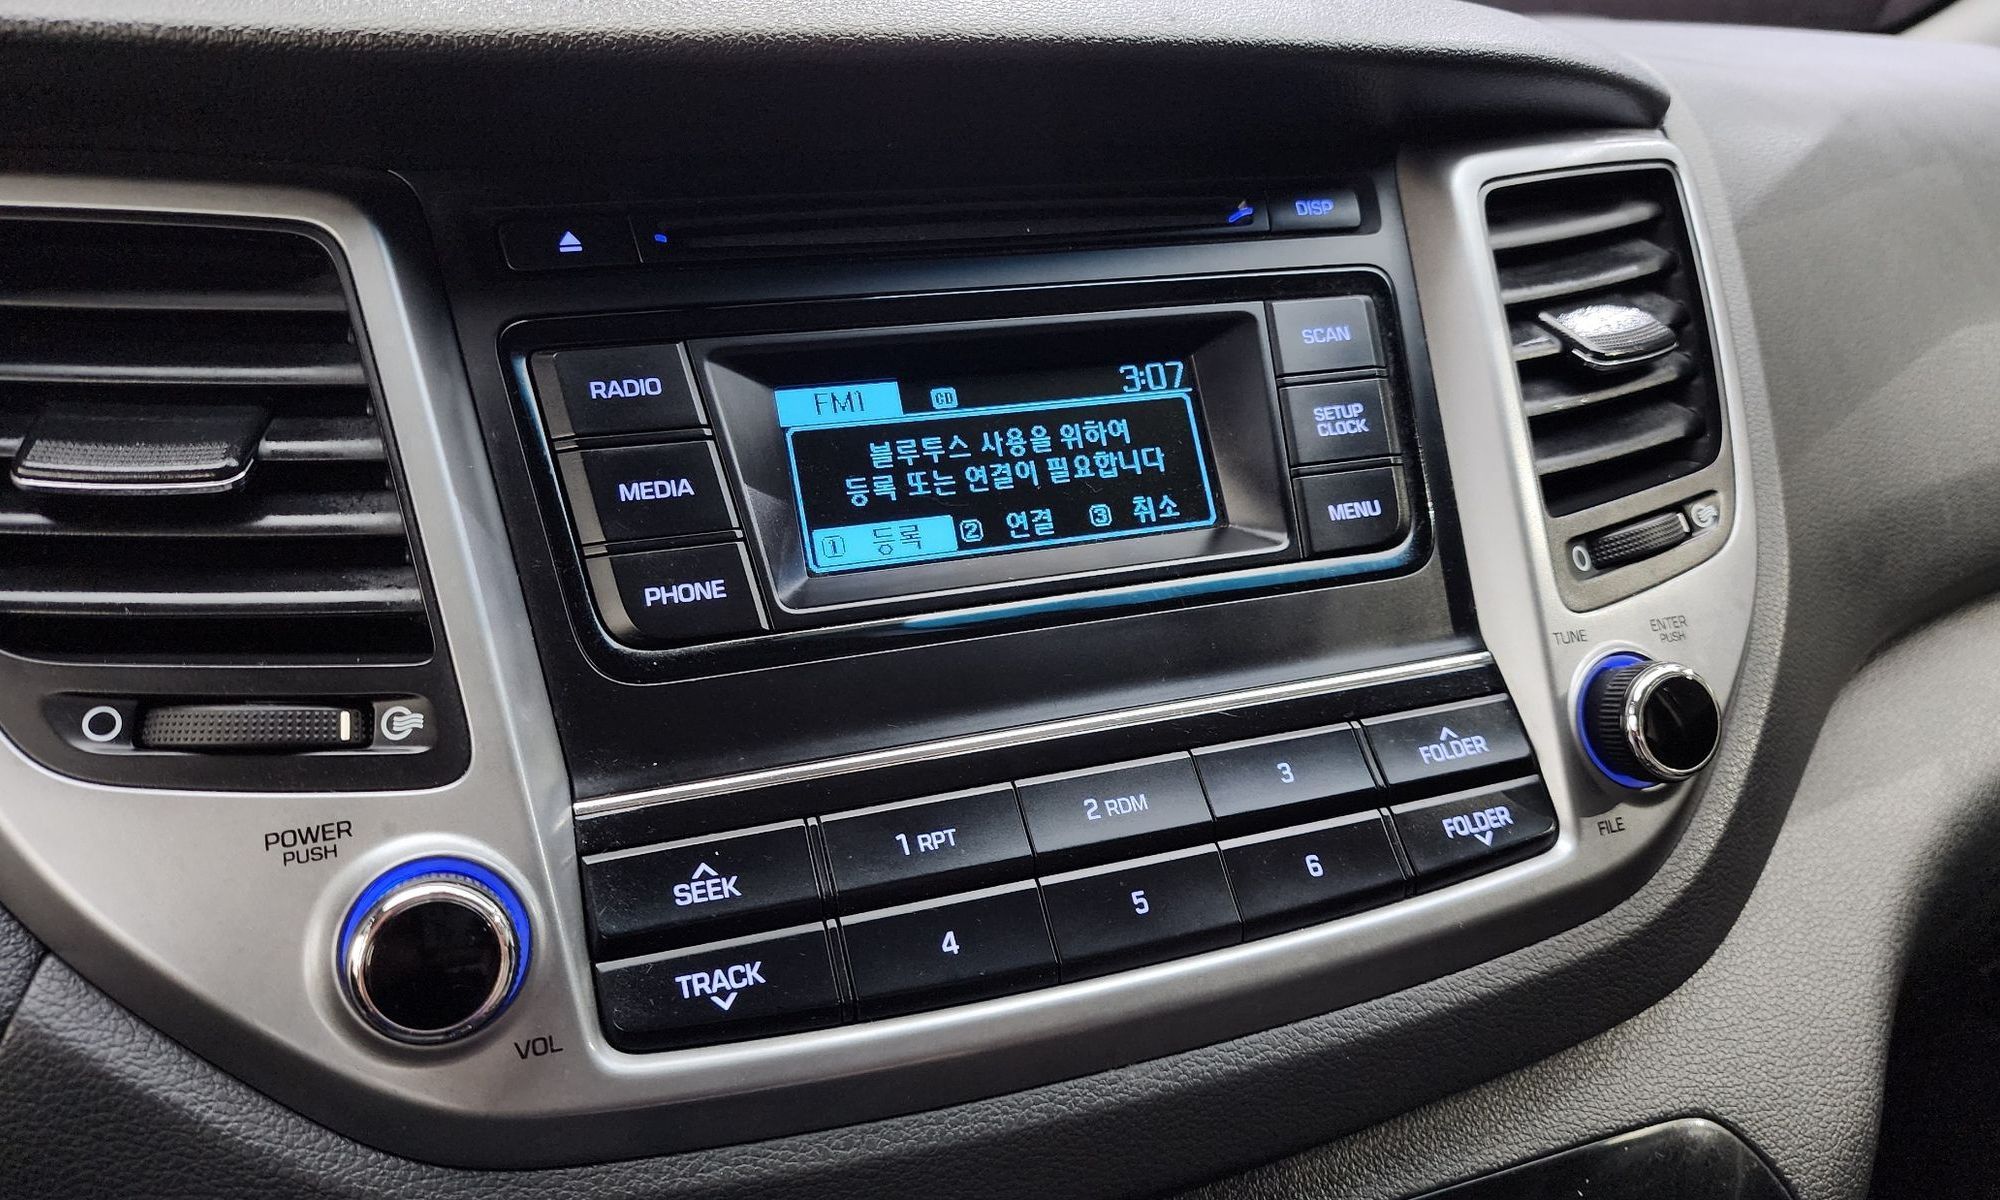 DISP
RADIO
MEDIA
PHONE
FM1 CD 3:07
블루투스 사용을 위하여
등록 또는 연결이 필요합니다
1 등록 2 연결 3 취소
SCAN
SETUP
CLOCK
MENU
TUNE
ENTER
PUSH
FILE
POWER
PUSH
VOL
SEEK
1 RPT
2 RDM
3
FOLDER
TRACK
4
5
6
FOLDER